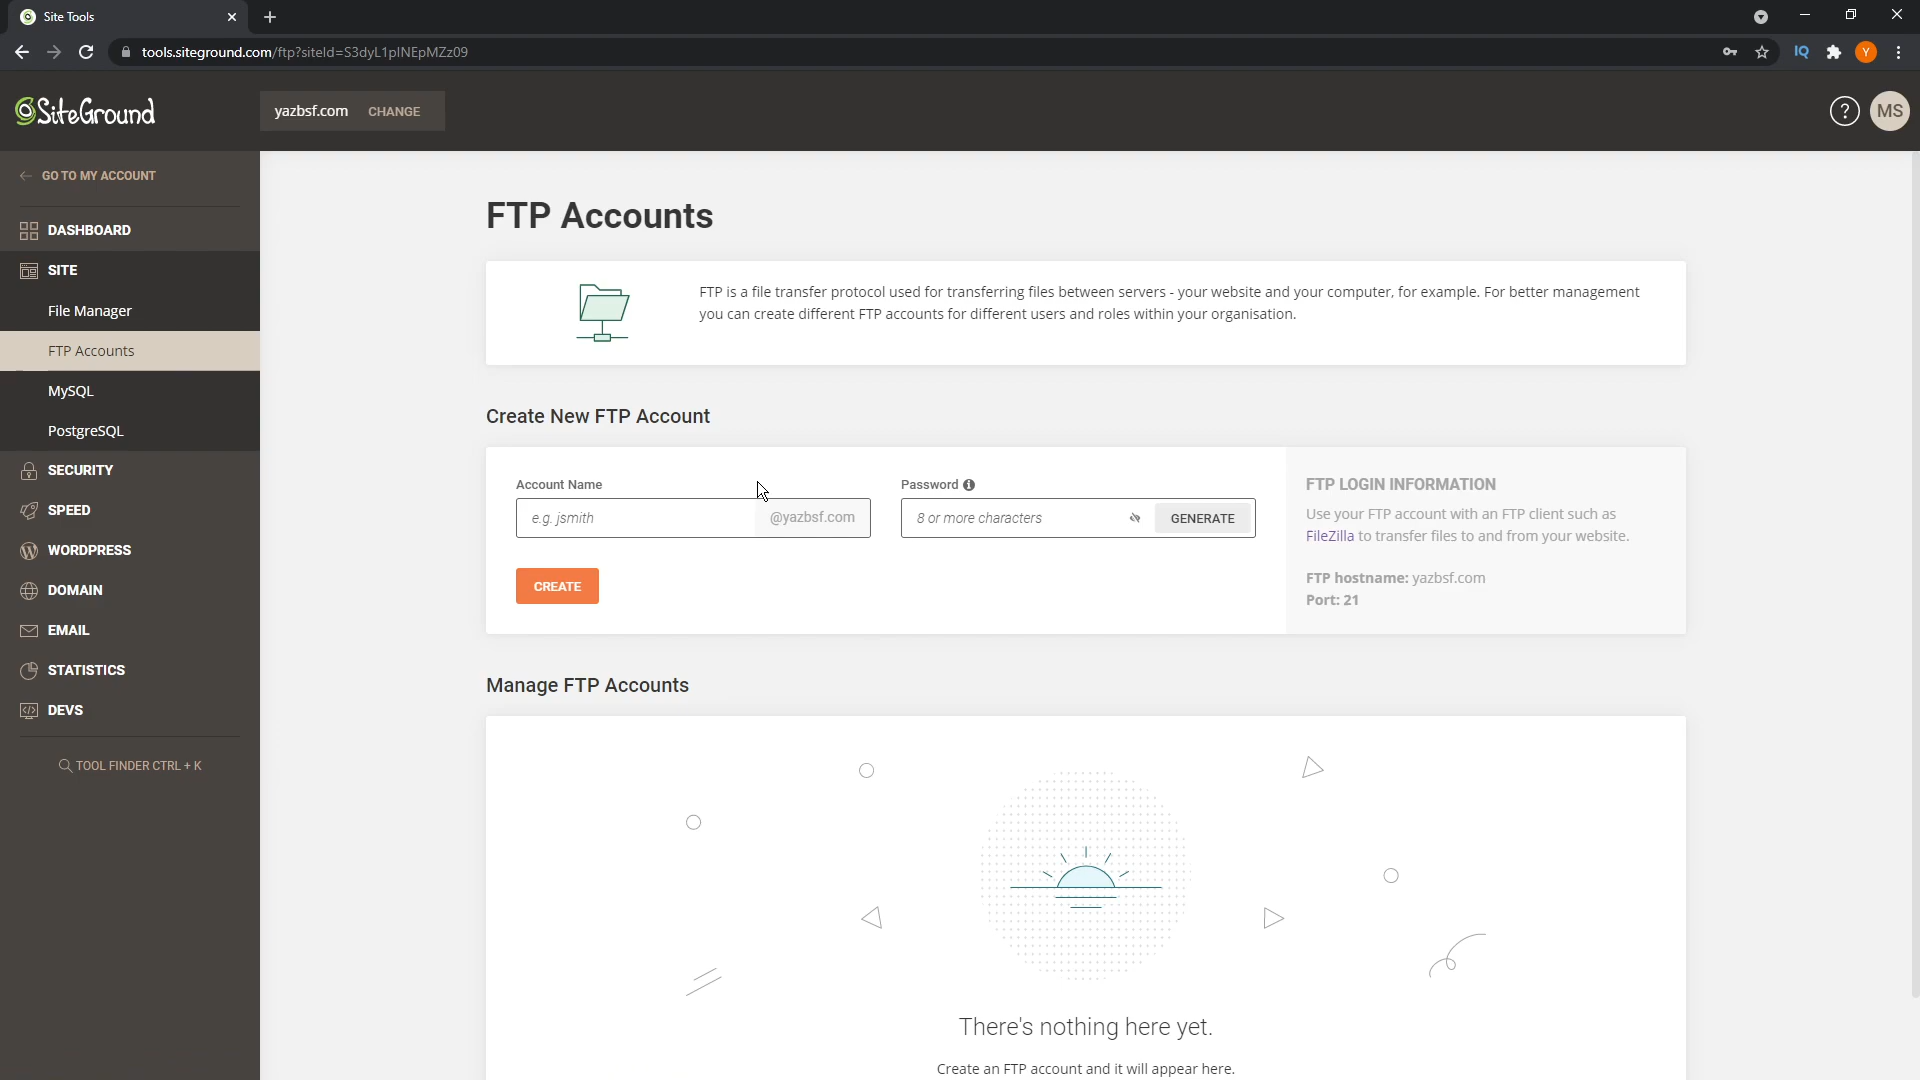 Site Tools
tools.siteground.com/ftp?siteId=S3dyL1pINEpMZz09
IQ
Y
SiteGround
yazbsf.com CHANGE
?
MS
GO TO MY ACCOUNT
DASHBOARD
SITE
File Manager
FTP Accounts
MySQL
PostgreSQL
SECURITY
SPEED
WORDPRESS
DOMAIN
EMAIL
STATISTICS
DEVS
TOOL FINDER CTRL + K
FTP Accounts
FTP is a file transfer protocol used for transferring files between servers - your website and your computer, for example. For better management
you can create different FTP accounts for different users and roles within your organisation.
Create New FTP Account
Account Name
e.g. jsmith @yazbsf.com
Password
8 or more characters GENERATE
CREATE
FTP LOGIN INFORMATION
Use your FTP account with an FTP client such as
FileZilla to transfer files to and from your website.
FTP hostname: yazbsf.com
Port: 21
Manage FTP Accounts
There's nothing here yet.
Create an FTP account and it will appear here.